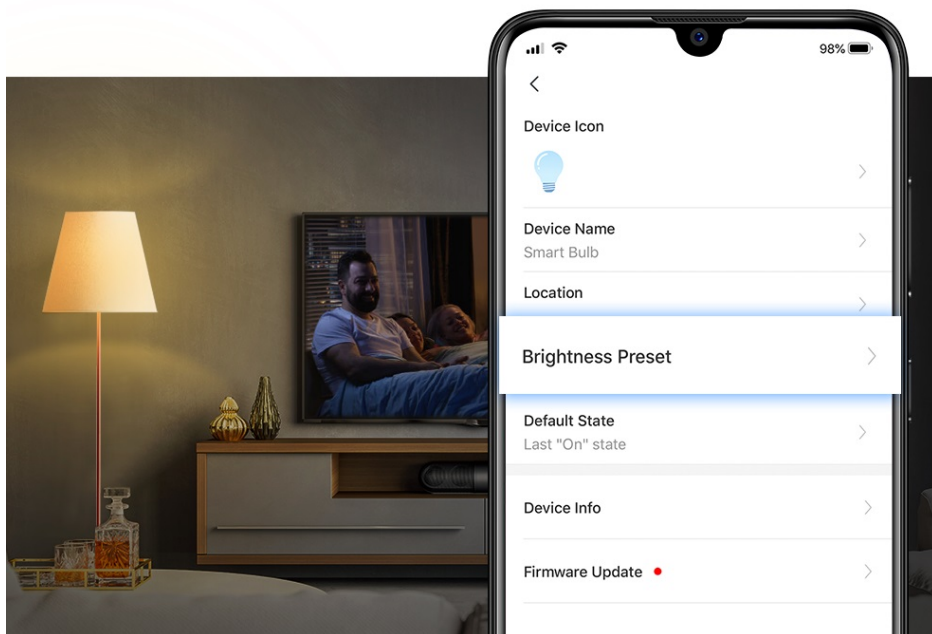 98%
Device Icon
Device Name
Smart Bulb
Location
Brightness Preset
Default State
Last "On" state
Device Info
Firmware Update